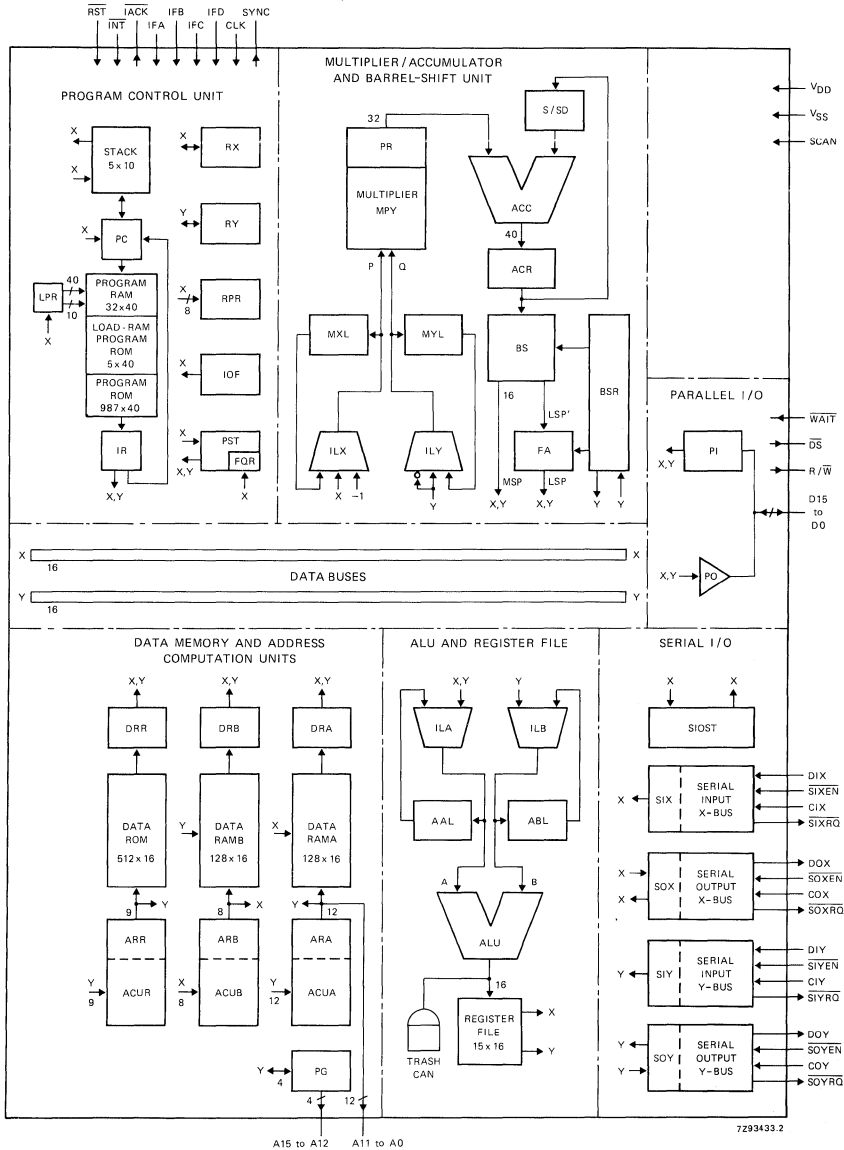 RST INT IACK IFA IFB IFC IFD CLK SYNC
PROGRAM CONTROL UNIT
X
STACK
5 x 10
X
X
RX
Y
RY
X
PC
LPR
40
10
X
PROGRAM
RAM
32 x 40
LOAD-RAM
PROGRAM
ROM
5 x 40
PROGRAM
ROM
987 x 40
X
8
RPR
X
IOF
IR
X,Y
X
X,Y
PST
FQR
X
MULTIPLIER/ACCUMULATOR
AND BARREL-SHIFT UNIT
32
PR
MULTIPLIER
MPY
S/SD
ACC
40
ACR
P
Q
MXL
MYL
BS
BSR
16
LSP'
ILX
ILY
FA
X
-1
0
Y
MSP
LSP
X,Y
X,Y
Y
Y
VDD
VSS
SCAN
PARALLEL I/O
WAIT
DS
R/W
D15
to
D0
PI
X,Y
X,Y
PO
X
16
X
DATA BUSES
Y
16
Y
DATA MEMORY AND ADDRESS
COMPUTATION UNITS
X,Y
X,Y
X,Y
DRR
DRB
DRA
DATA
ROM
512 x 16
Y
DATA
RAMB
128 x 16
X
DATA
RAMA
128 x 16
9
Y
8
X
Y
12
ARR
ARB
ARA
Y
9
ACUR
X
8
ACUB
Y
12
ACUA
Y
4
PG
4
12
A15 to A12
A11 to A0
ALU AND REGISTER FILE
X,Y
Y
ILA
ILB
AAL
ABL
A
B
ALU
16
TRASH
CAN
REGISTER
FILE
15 x 16
X
Y
SERIAL I/O
X
X
SIOST
X
SIX
SERIAL
INPUT
X-BUS
DIX
SIXEN
CIX
SIXRQ
X
X
SOX
SERIAL
OUTPUT
X-BUS
DOX
SOXEN
COX
SOXRQ
Y
SIY
SERIAL
INPUT
Y-BUS
DIY
SIYEN
CIY
SIYRQ
Y
Y
SOY
SERIAL
OUTPUT
Y-BUS
DOY
SOYEN
COY
SOYRQ
7Z93433.2